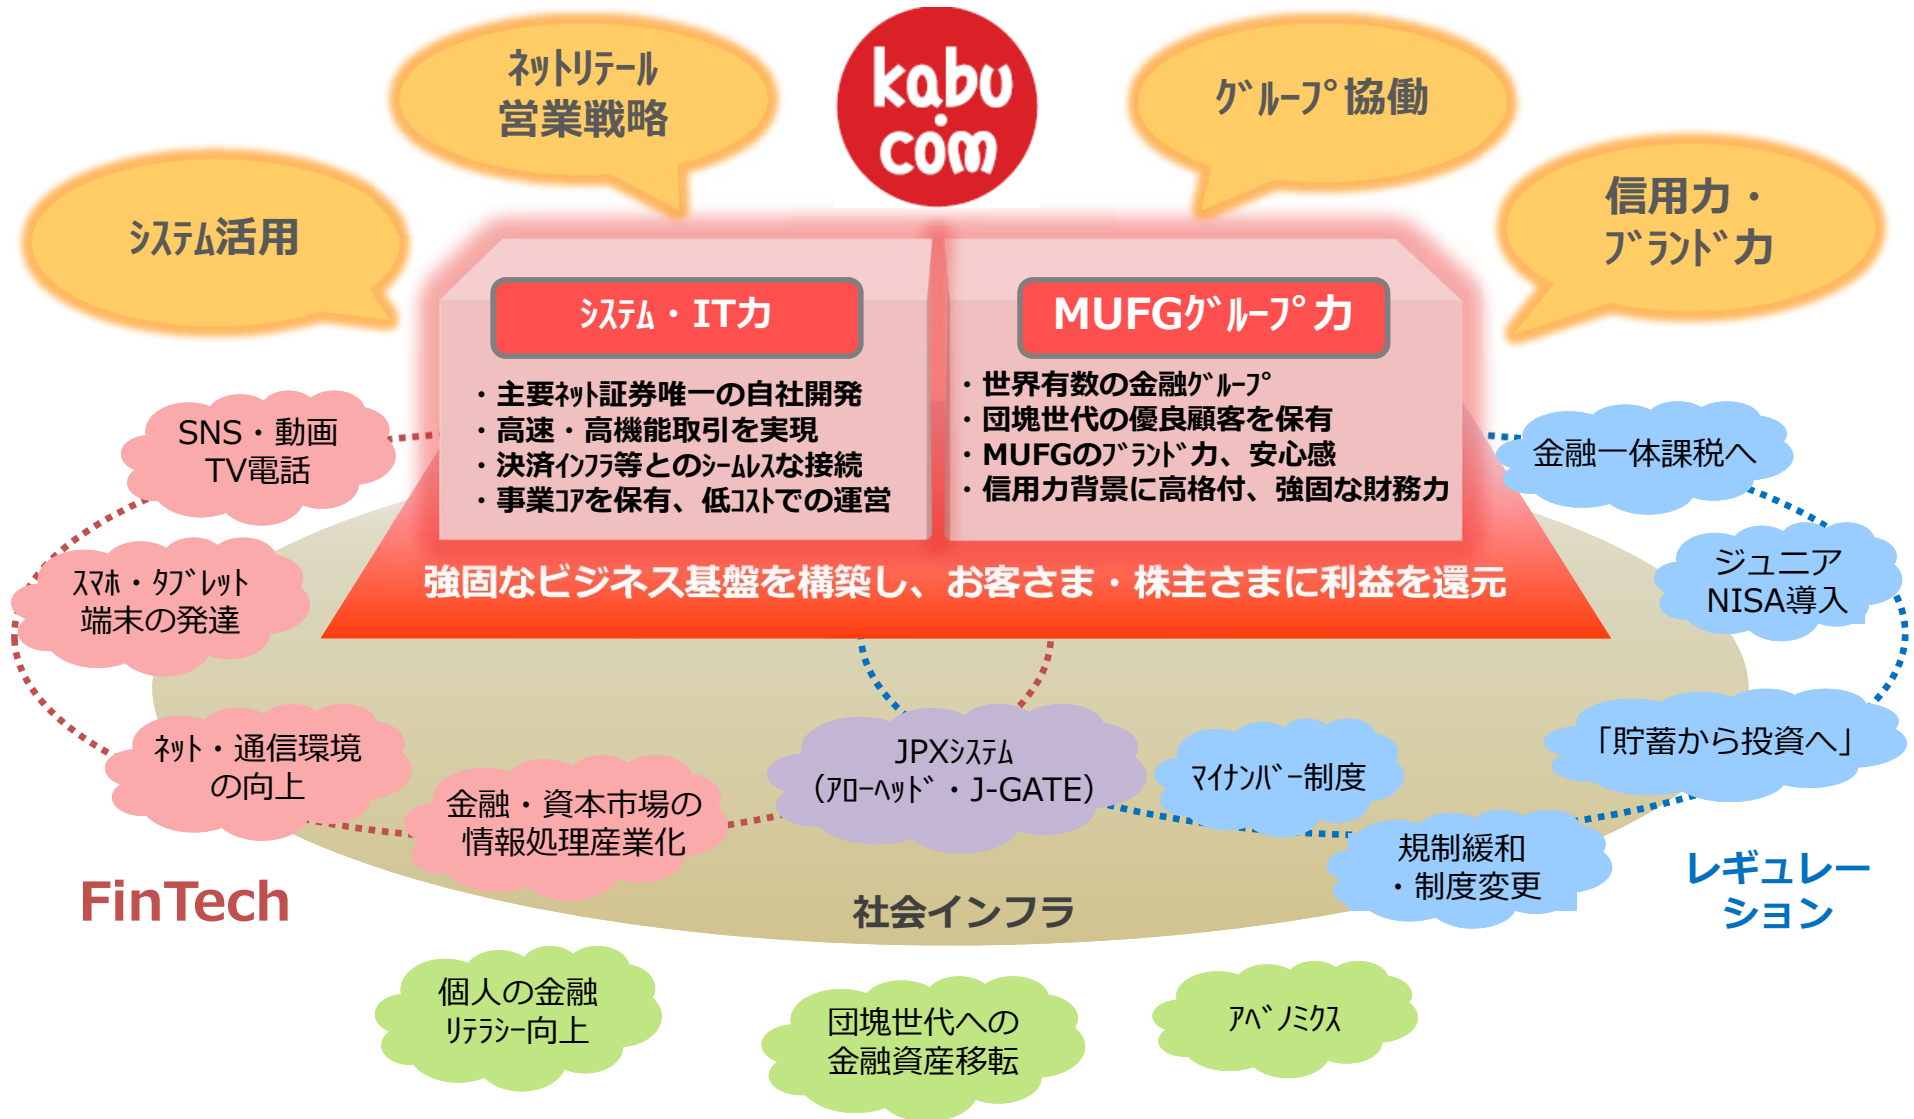 ﾈｯﾄﾘﾃｰﾙ
営業戦略
kabu
.
com
ｸﾞﾙｰﾌﾟ協働
ｼｽﾃﾑ活用
信用力・
ﾌﾞﾗﾝﾄﾞ力
ｼｽﾃﾑ・IT力
・主要ﾈｯﾄ証券唯一の自社開発
・高速・高機能取引を実現
・決済ｲﾝﾌﾗ等とのｼｰﾑﾚｽな接続
・事業ｺｱを保有、低ｺｽﾄでの運営
MUFGｸﾞﾙｰﾌﾟ力
・世界有数の金融ｸﾞﾙｰﾌﾟ
・団塊世代の優良顧客を保有
・MUFGのﾌﾞﾗﾝﾄﾞ力、安心感
・信用力背景に高格付、強固な財務力
強固なビジネス基盤を構築し、お客さま・株主さまに利益を還元
SNS・動画
TV電話
ｽﾏﾎ・ﾀﾌﾞﾚｯﾄ
端末の発達
ﾈｯﾄ・通信環境
の向上
金融・資本市場の
情報処理産業化
JPXｼｽﾃﾑ
（ｱﾛｰﾍｯﾄﾞ・J-GATE）
金融一体課税へ
ジュニア
NISA導入
「貯蓄から投資へ」
ﾏｲﾅﾝﾊﾞｰ制度
規制緩和
・制度変更
FinTech
社会インフラ
レギュレー
ション
個人の金融
ﾘﾃﾗｼｰ向上
団塊世代への
金融資産移転
ｱﾍﾞﾉﾐｸｽ